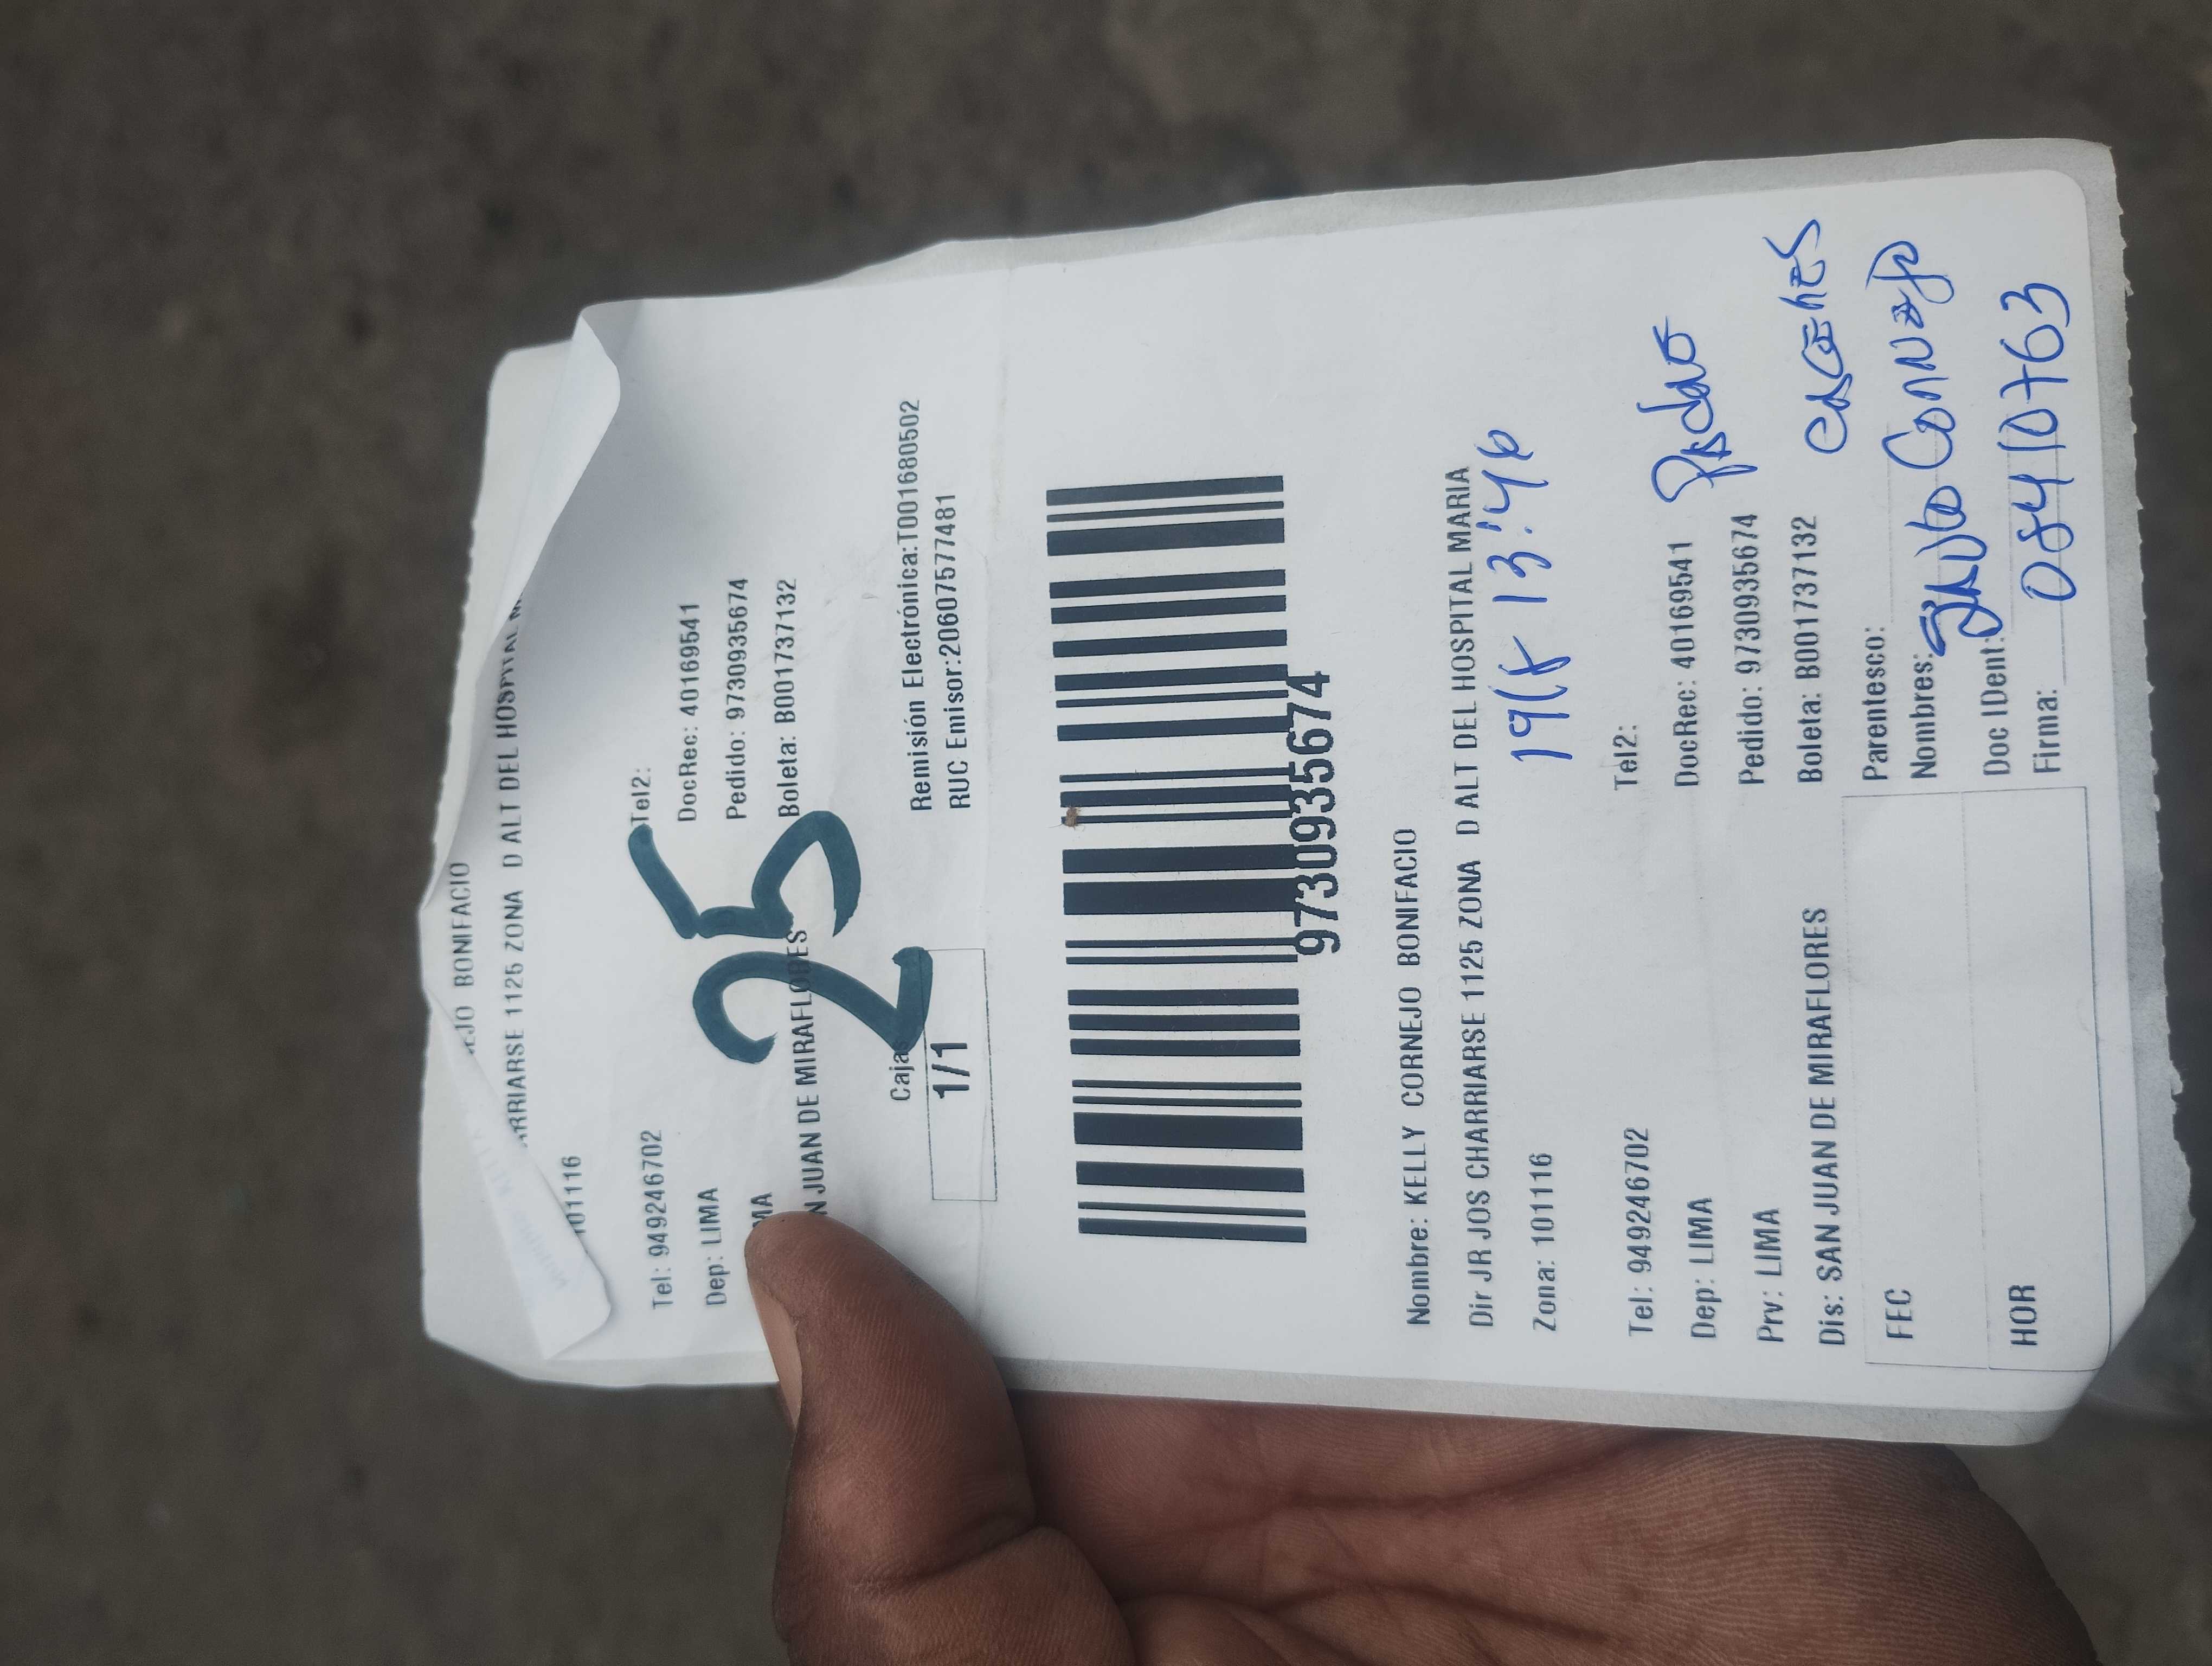 EJO BONIFACIO
ARRIARSE 1125 ZONA D ALT DEL HOSPITAL M
101116
Tel: 949246702 Tel2:
Dep: LIMA DocRec: 40169541
MA Pedido: 9730935674
N JUAN DE MIRAFLORES Boleta: B001737132
25
Cajas
1/1
Remisión Electrónica:T001680502
RUC Emisor:20607577481
9730935674
Nombre: KELLY CORNEJO BONIFACIO
Dir JR JOS CHARRIARSE 1125 ZONA D ALT DEL HOSPITAL MARIA
Zona: 101116
13:46
Tel: 949246702 Tel2:
Dep: LIMA DocRec: 40169541
Prv: LIMA Pedido: 9730935674
Dis: SAN JUAN DE MIRAFLORES Boleta: B001737132
FEC Parentesco:
Nombres: Cornejo
Doc IDent: 08410763
HOR Firma: